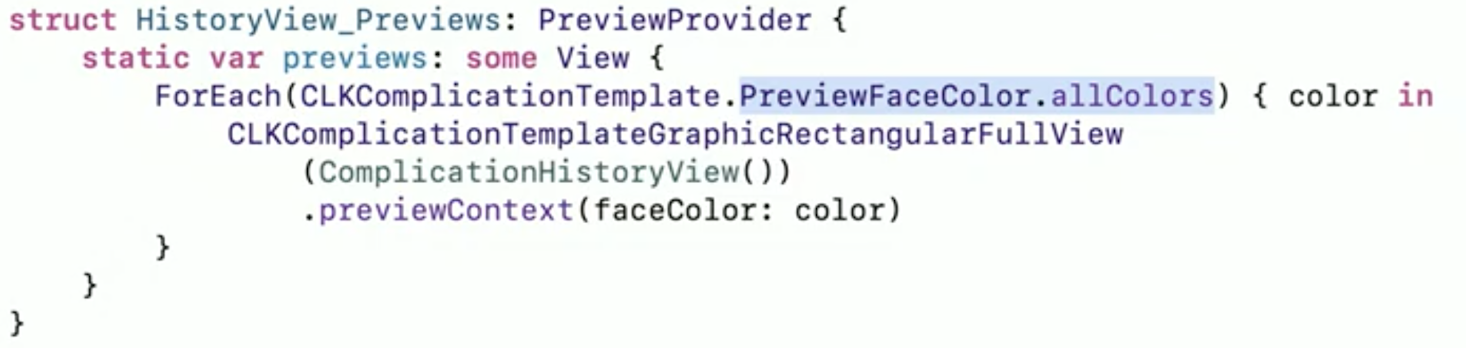 struct HistoryView_Previews: PreviewProvider {
    static var previews: some View {
        ForEach(CLKComplicationTemplate.PreviewFaceColor.allColors) { color in
            CLKComplicationTemplateGraphicRectangularFullView
                (ComplicationHistoryView())
                .previewContext(faceColor: color)
        }
    }
}